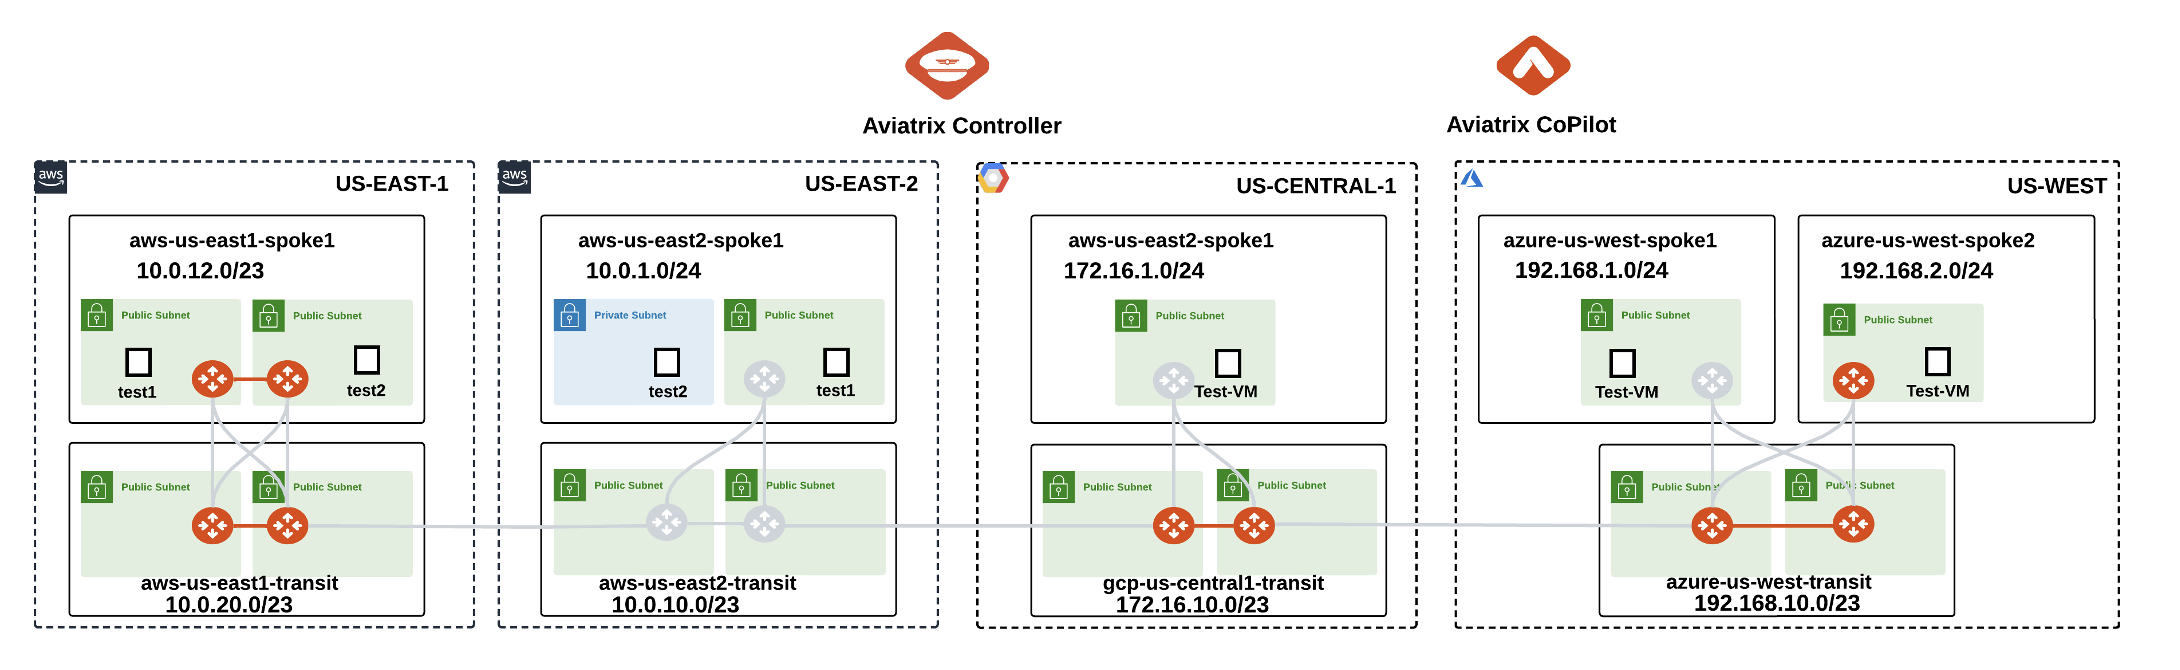 Aviatrix Controller
Aviatrix CoPilot
aws
US-EAST-1
aws-us-east1-spoke1
10.0.12.0/23
Public Subnet
Public Subnet
test1
test2
Public Subnet
Public Subnet
aws-us-east1-transit
10.0.20.0/23
aws
US-EAST-2
aws-us-east2-spoke1
10.0.1.0/24
Private Subnet
Public Subnet
test2
test1
Public Subnet
Public Subnet
aws-us-east2-transit
10.0.10.0/23
US-CENTRAL-1
aws-us-east2-spoke1
172.16.1.0/24
Public Subnet
Test-VM
Public Subnet
Public Subnet
gcp-us-central1-transit
172.16.10.0/23
US-WEST
azure-us-west-spoke1
192.168.1.0/24
Public Subnet
Test-VM
azure-us-west-spoke2
192.168.2.0/24
Public Subnet
Test-VM
Public Subnet
Public Subnet
azure-us-west-transit
192.168.10.0/23